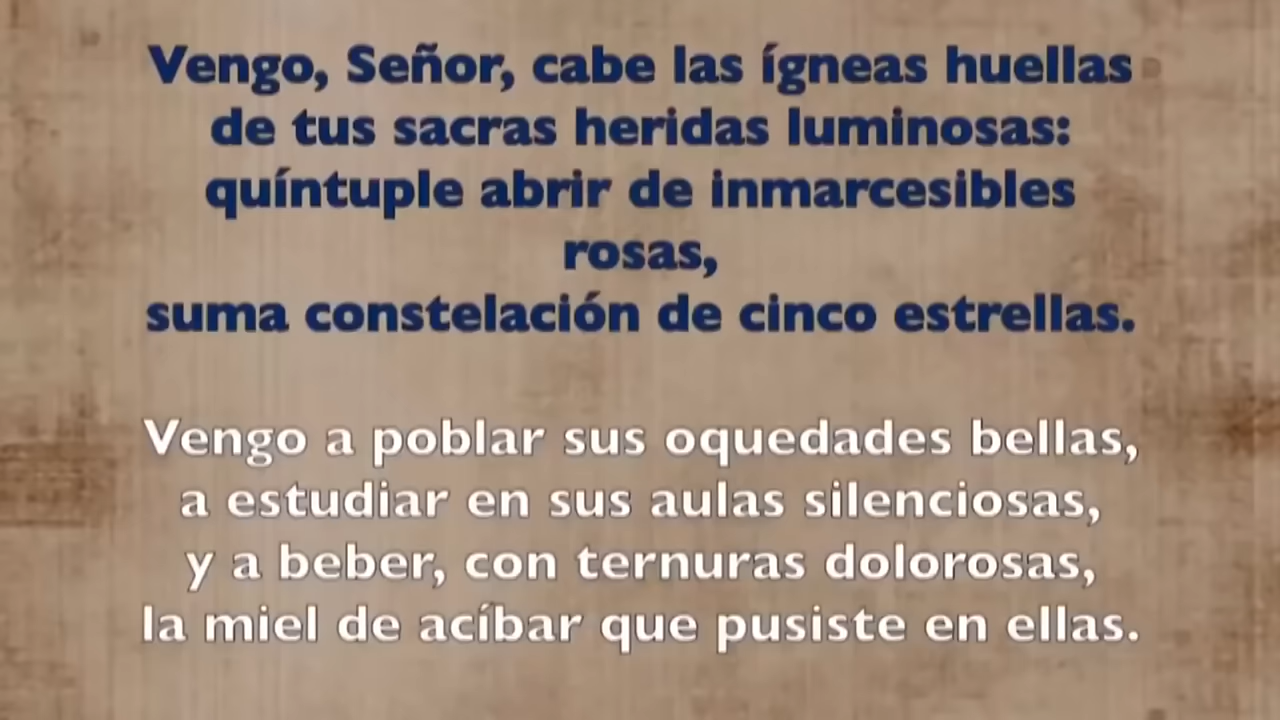 Vengo, Señor, cabe las ígneas huellas
de tus sacras heridas luminosas:
quíntuple abrir de inmarcesibles
rosas,
suma constelación de cinco estrellas.
Vengo a poblar sus oquedades bellas,
a estudiar en sus aulas silenciosas,
y a beber, con ternuras dolorosas,
la miel de acíbar que pusiste en ellas.